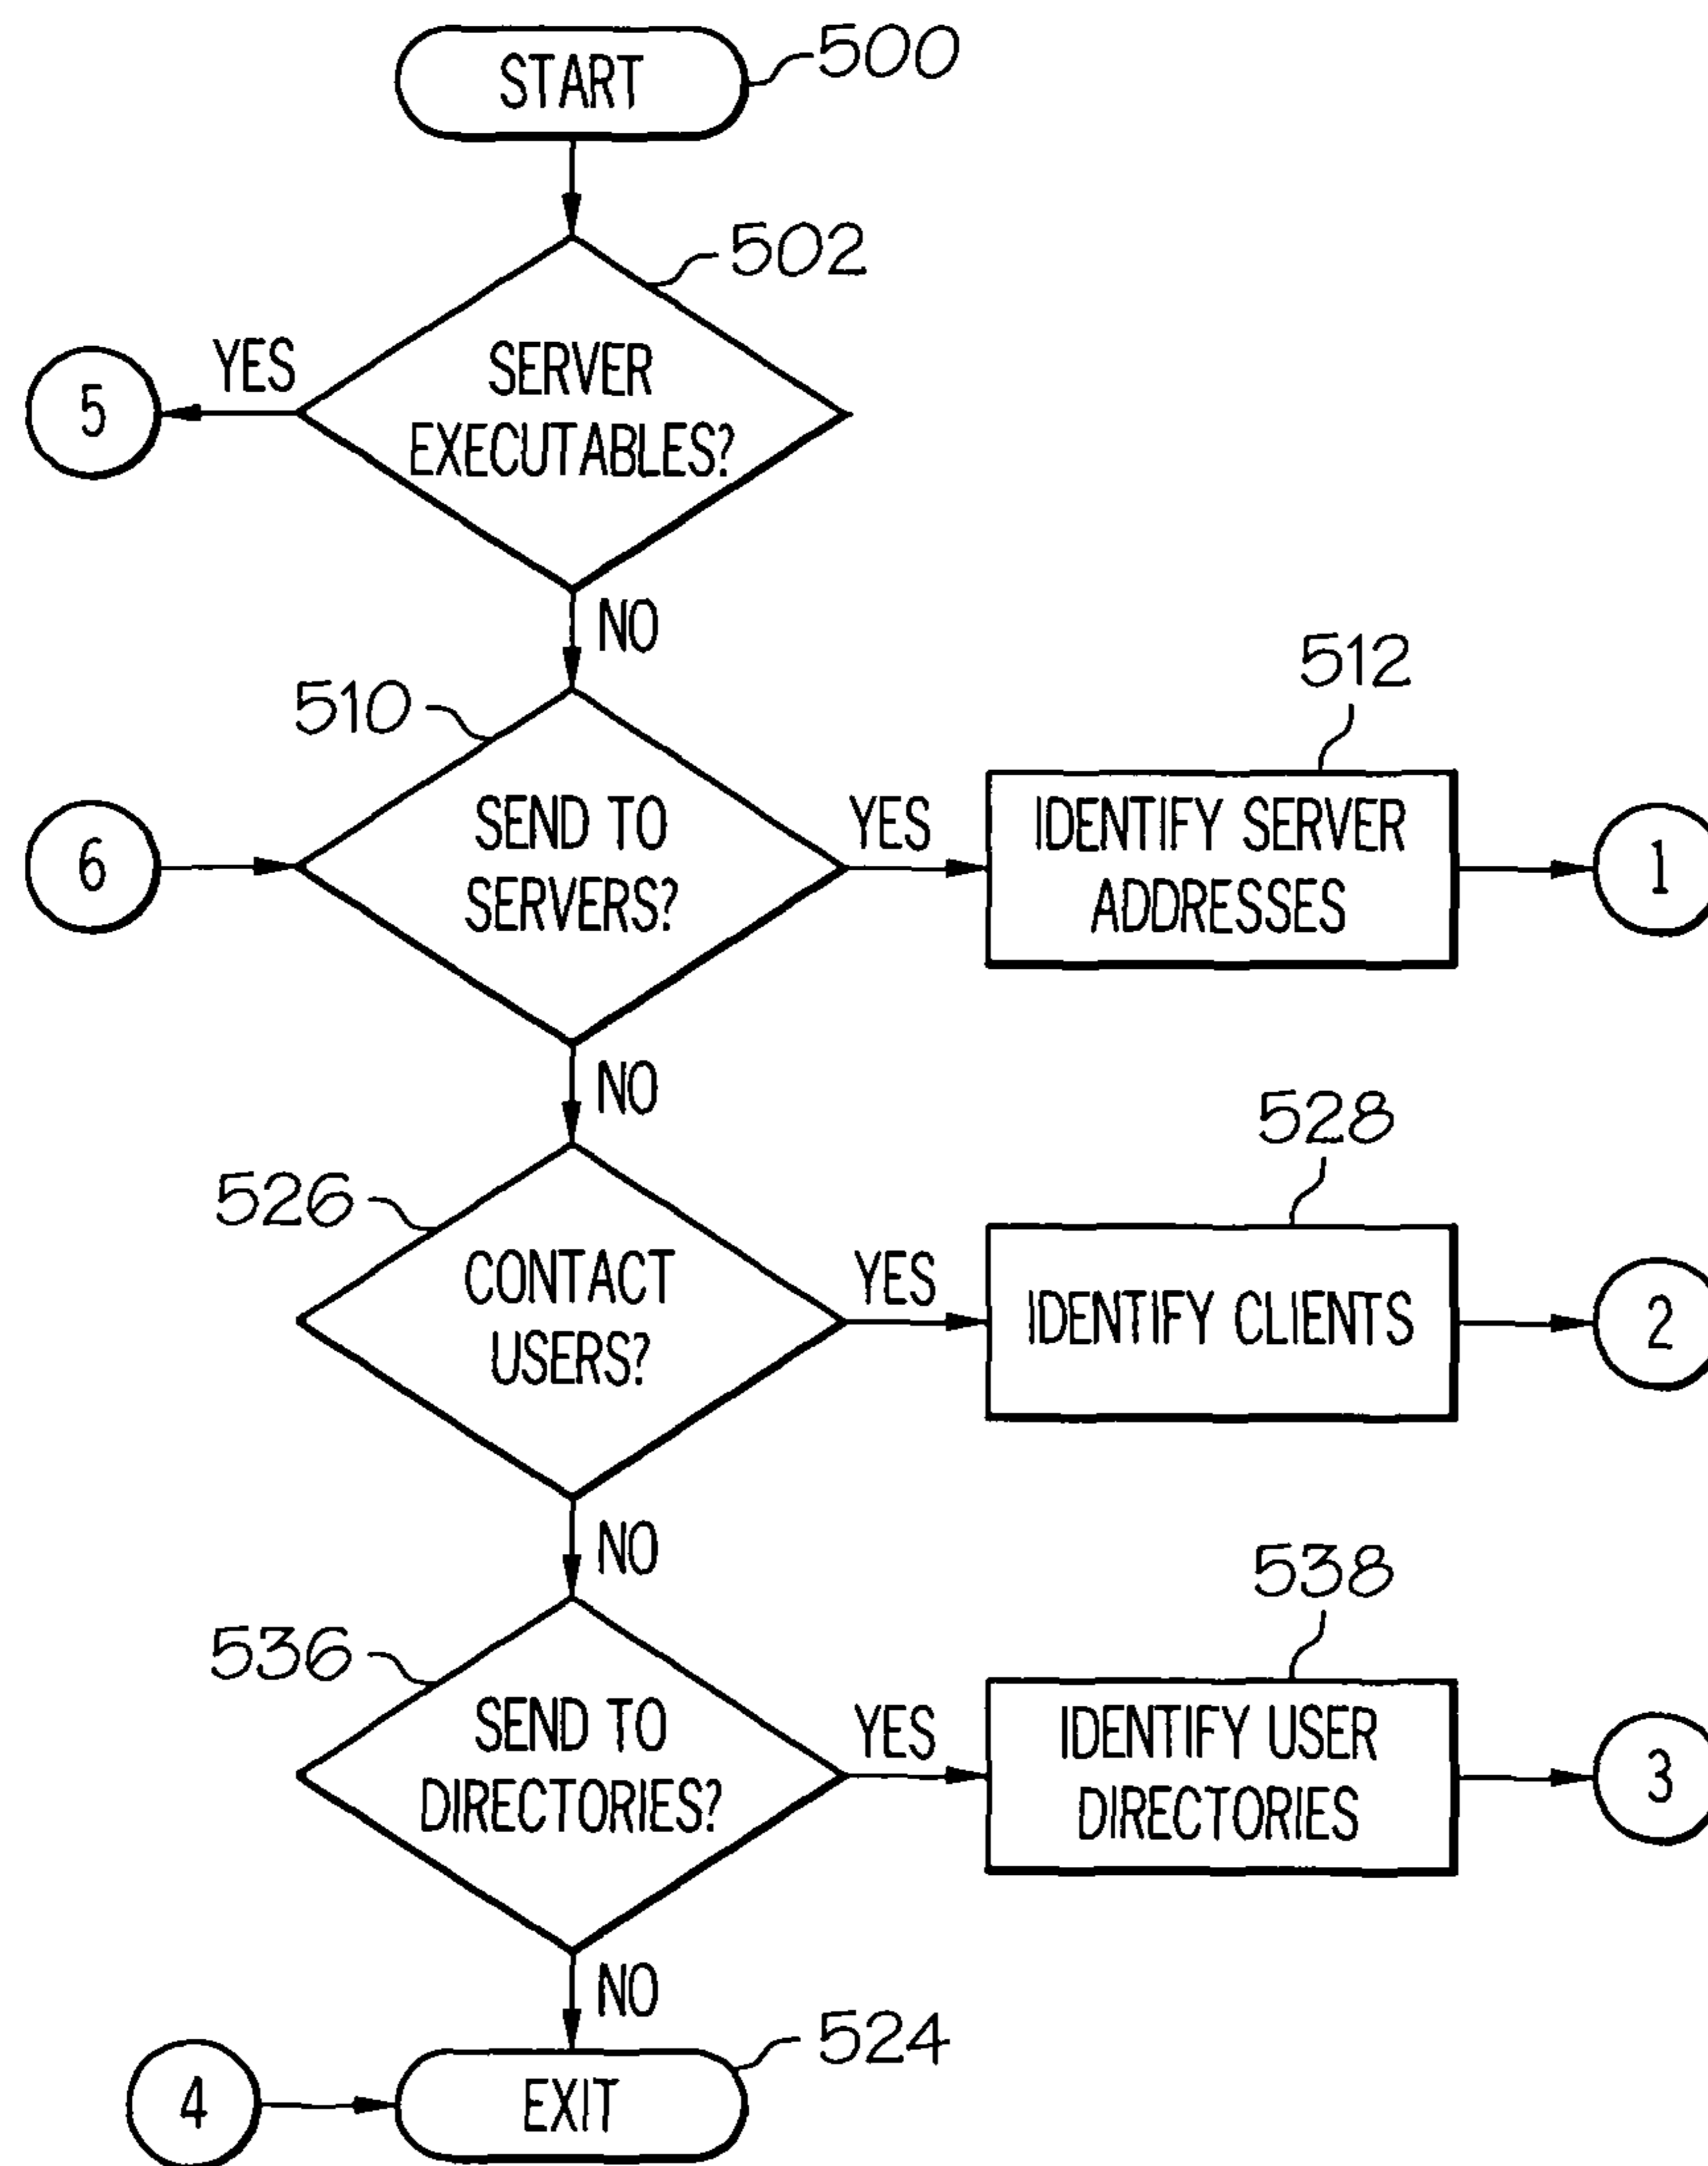 START
500
502
YES
5
SERVER
EXECUTABLES?
NO
510
512
6
SEND TO
SERVERS?
YES
IDENTIFY SERVER
ADDRESSES
1
NO
526
528
CONTACT
USERS?
YES
IDENTIFY CLIENTS
2
NO
536
538
SEND TO
DIRECTORIES?
YES
IDENTIFY USER
DIRECTORIES
3
NO
524
4
EXIT